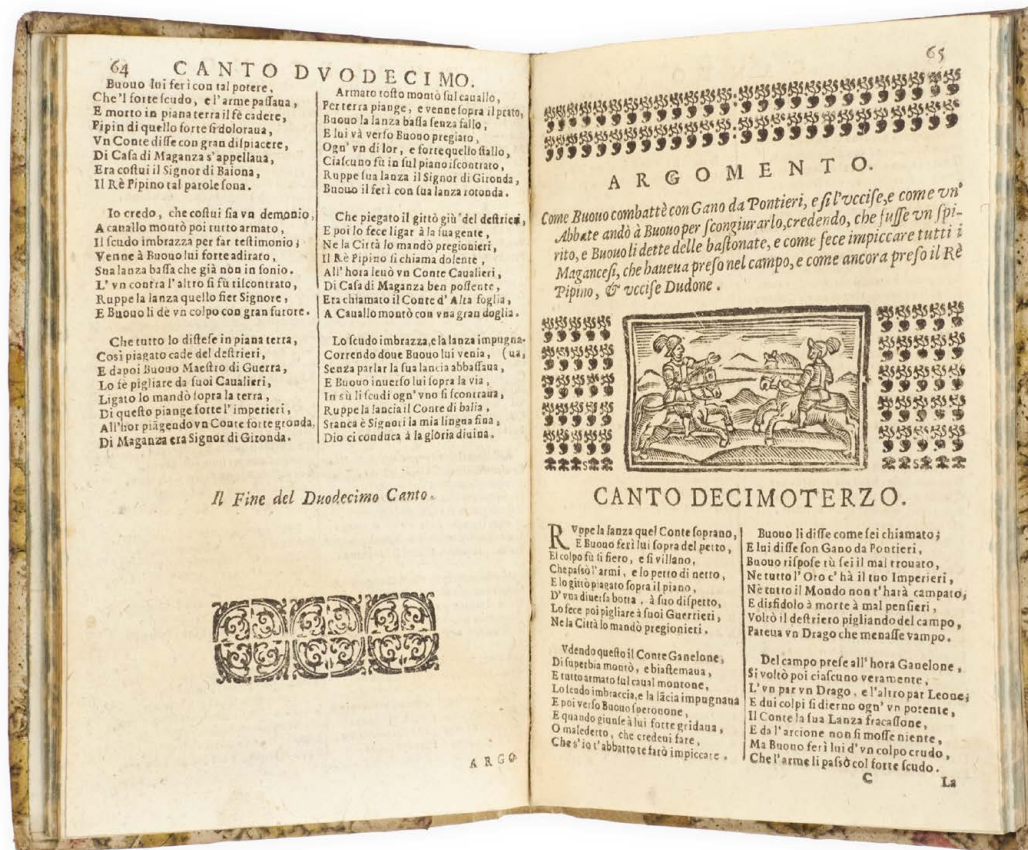 64 CANTO DVODECIMO.
Buouo lui feri con tal potere,
Che'l forte scudo, e l'arme passaua,
E morto in piana terra il fè cadere,
Pipin di quello forte si doloraua,
Vn Conte disse con gran dispiacere,
Di Casa di Maganza s'appellaua,
Era costui il Signor di Baiona,
Il Rè Pipino tal parole sona.
Io credo, che costui sia vn demonio,
A cauallo montò poi tutto armato,
Il scudo imbrazza per far testimonio;
Venne à Buouo lui forte adirato,
Sua lanza bassa che già non in sonio.
L'vn contra l'altro si fù tiscontrato,
Ruppe la lanza quello fier Signore,
E Buouo li dè vn colpo con gran furore.
Che tutto lo distese in piana terra,
Così piagato cade del destrieri,
E dapoi Buouo Maestro di Guerra,
Lo fè pigliare da suoi Caualieri,
Ligato lo mandò sopra la terra,
Di questo piange forte l'imperieri,
All'hor piãgendo vn Conte forte gronda,
Di Maganza era Signor di Gironda.
Armato tosto montò sul cauallo,
Per terra piange, e venne sopra il prato,
Buouo la lanza bassa senza fallo,
E lui và verso Buouo pregiato,
Ogn'vn di lor, e forte quello stallo,
Ciascuno fù in sul piano iscontrato,
Ruppe sua lanza il Signor di Gironda,
Buouo il ferì con sua lanza rotonda.
Che piegato il gittò giù del destrieri,
E poi lo fece ligar à la sua gente,
Ne la Città lo mandò pregionieri,
Il Rè Pipino si chiama dolente,
All'hora leuò vn Conte Caualieri,
Di Casa di Maganza ben possente,
Era chiamato il Conte d'Alta foglia,
A Cauallo montò con vna gran doglia.
Lo scudo imbrazza, e la lanza impugna-
Correndo doue Buouo lui venia, (ua,
Senza parlar la sua lancia abbassaua,
E Buouo inuerso lui sopra la via,
In sù li scudi ogn'vno si scontraua,
Ruppe la lancia il Conte di balia,
Stanca è Signori la mia lingua fina,
Dio ci conduca à la gloria diuina.
Il Fine del Duodecimo Canto.
ARGO
65
ARGOMENTO.
Come Buouo combattè con Gano da Pontieri, e si l'vccise, e come vn'
Abbate andò à Buouo per scongiurarlo, credendo, che fusse vn spi-
rito, e Buouo li dette delle bastonate, e come fece impiccare tutti i
Magancesi, che haueua preso nel campo, e come ancora preso il Rè
Pipino, & vccise Dudone.
CANTO DECIMOTERZO.
RVppe la lanza quel Conte soprano,
E Buouo ferì lui sopra del petto,
El colpo fù si fiero, e si villano,
Che passò l'armi, e lo petto di netto,
E lo gittò piagato sopra il piano,
D'vna diuersa botta, à suo dispetto,
Lo fece poi pigliare à suoi Guerrieri,
Ne la Città lo mandò pregionieri.
Vdendo questo il Conte Ganelone,
Di superbia montò, e biastemaua,
E tutto armato sul caual montone,
Lo scudo imbraccia, e la lãcia impugnaua
E poi verso Buouo speronone,
E quando giunse à lui forte gridaua,
O malederto, che credeui fare,
Che s'io t'abbatto te farò impiccare.
Buouo li disse come sei chiamato;
E lui disse son Gano da Pontieri,
Buouo rispose tù sei il mal trouato,
Ne tutto l'Oro c'hà il tuo Imperieri,
Nè tutto il Mondo non t'harà campato;
E disfidolo à morte à mal pensieri,
Voltò il destriero pigliando del campo,
Pareua vn Drago che menasse vampo.
Del campo prese all'hora Ganelone,
Si voltò poi ciascuno veramente,
L'vn par vn Drago, e l'altro par Leone;
E dui colpi si dierno ogn'vn potente,
Il Conte la sua Lanza fracassone,
E da l'arcione non si mosse niente,
Ma Buouo ferì lui d'vn colpo crudo,
Che l'arme li passò col forte scudo.
C La